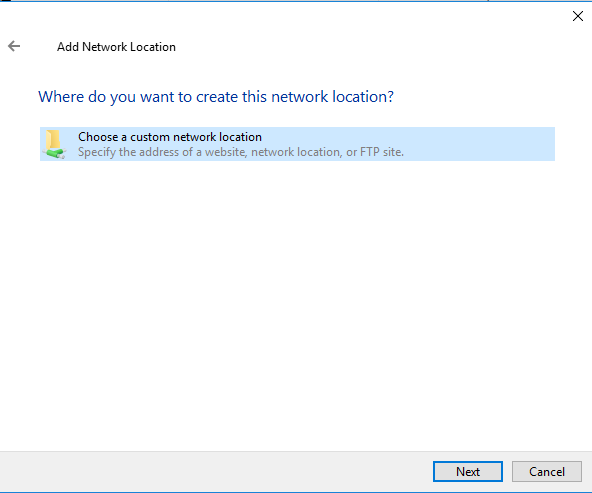 Add Network Location
Where do you want to create this network location?
Choose a custom network location
Specify the address of a website, network location, or FTP site.
Next
Cancel